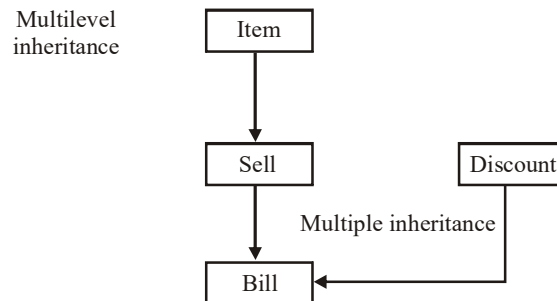 Multilevel
inheritance
Item
Sell
Discount
Multiple inheritance
Bill